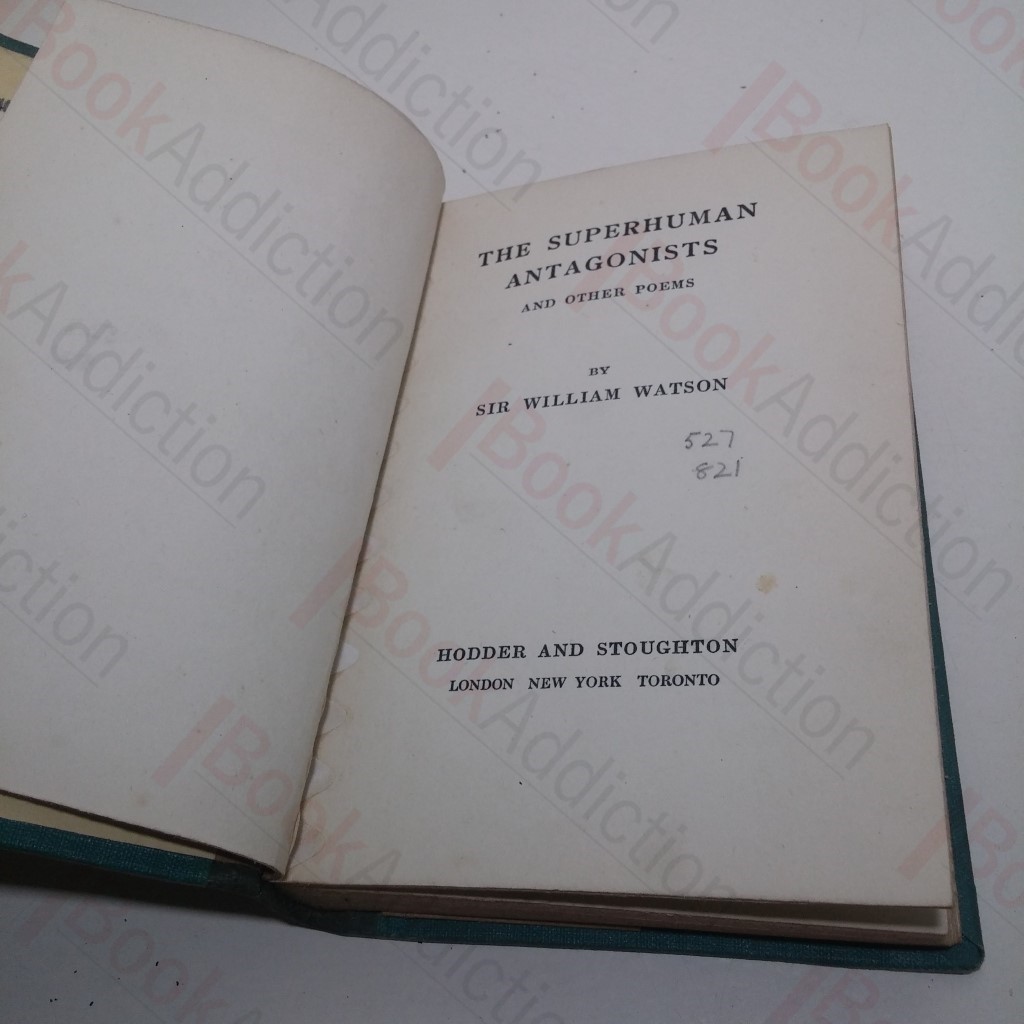 THE SUPERHUMAN
ANTAGONISTS
AND OTHER POEMS
BY
SIR WILLIAM WATSON
527
821
HODDER AND STOUGHTON
LONDON NEW YORK TORONTO
BookAddiction